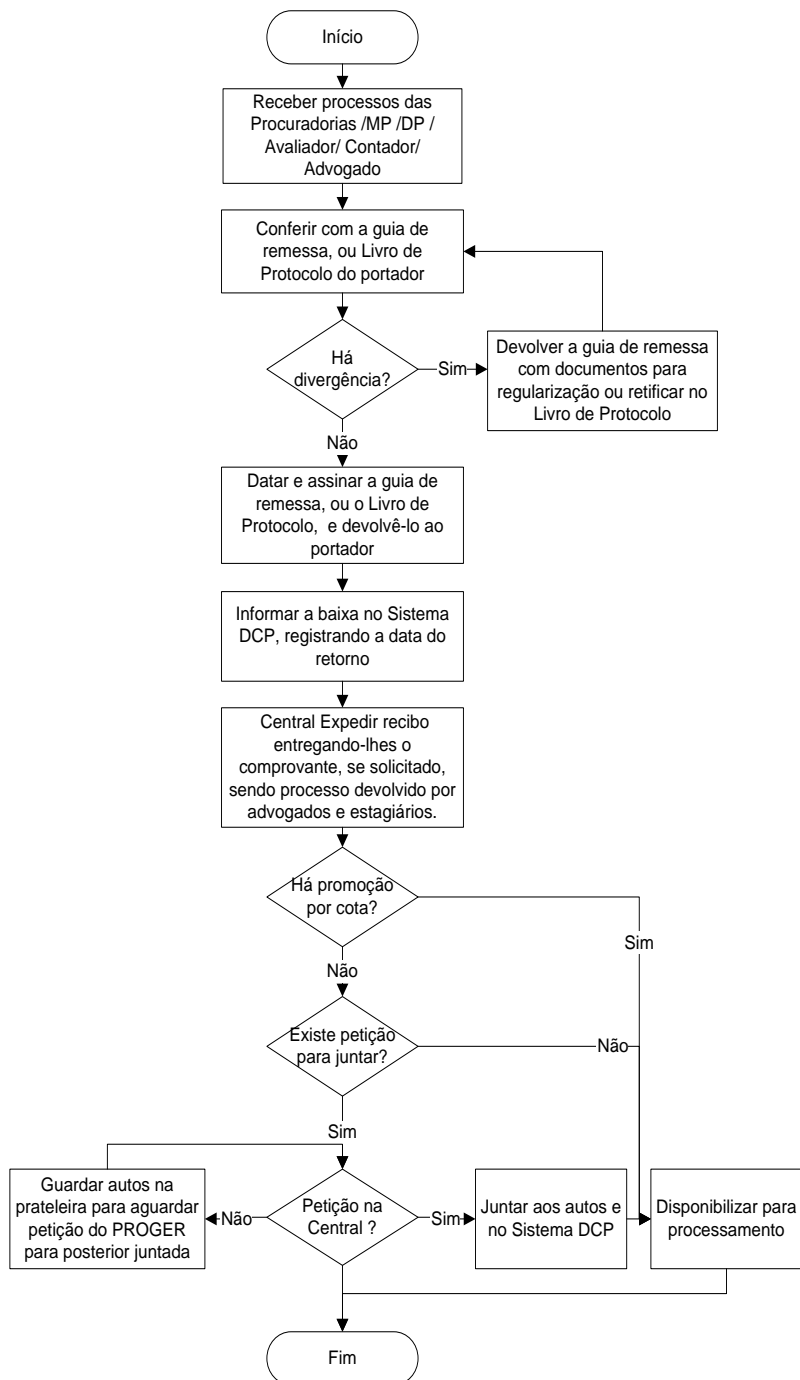 Início
Receber processos das
Procuradorias /MP /DP /
Avaliador/ Contador/
Advogado
Conferir com a guia de
remessa, ou Livro de
Protocolo do portador
Há
divergência?
Sim
Devolver a guia de remessa
com documentos para
regularização ou retificar no
Livro de Protocolo
Não
Datar e assinar a guia de
remessa, ou o Livro de
Protocolo, e devolvê-lo ao
portador
Informar a baixa no Sistema
DCP, registrando a data do
retorno
Central Expedir recibo
entregando-lhes o
comprovante, se solicitado,
sendo processo devolvido por
advogados e estagiários.
Há promoção
por cota?
Sim
Não
Existe petição
para juntar?
Não
Sim
Guardar autos na
prateleira para aguardar
petição do PROGER
para posterior juntada
Não
Petição na
Central ?
Sim
Juntar aos autos e
no Sistema DCP
Disponibilizar para
processamento
Fim